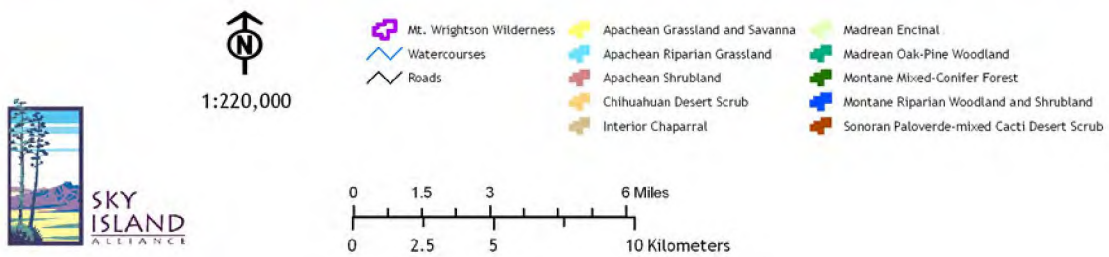 N
1:220,000
Mt. Wrightson Wilderness
Watercourses
Roads
Apachean Grassland and Savanna
Apachean Riparian Grassland
Apachean Shrubland
Chihuahuan Desert Scrub
Interior Chaparral
Madrean Encinal
Madrean Oak-Pine Woodland
Montane Mixed-Conifer Forest
Montane Riparian Woodland and Shrubland
Sonoran Paloverde-mixed Cacti Desert Scrub
SKY
ISLAND
ALLIANCE
0 1.5 3 6 Miles
0 2.5 5 10 Kilometers